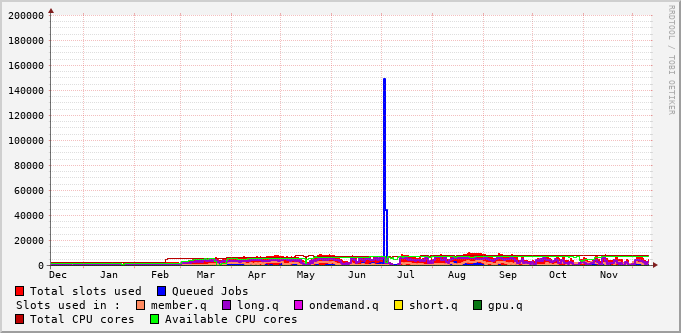 200000
180000
160000
140000
120000
100000
80000
60000
40000
20000
0
Dec Jan Feb Mar Apr May Jun Jul Aug Sep Oct Nov
RRDTOOL / TOBI OETIKER
Total slots used Queued Jobs
Slots used in : member.q long.q ondemand.q short.q gpu.q
Total CPU cores Available CPU cores